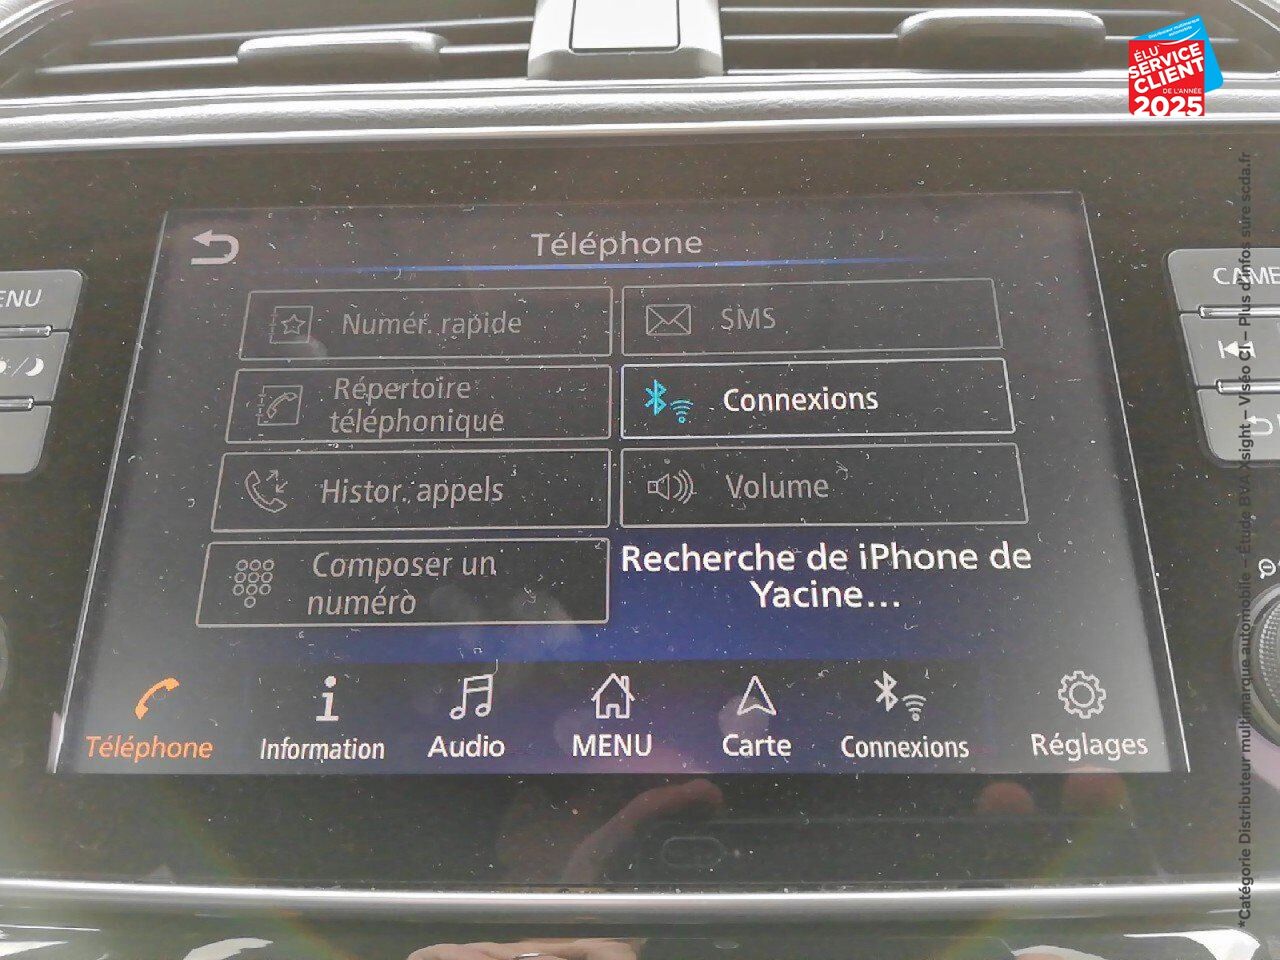 ÉLU
SERVICE
CLIENT
DE L'ANNÉE
2025
Téléphone
Numér. rapide
SMS
Répertoire
téléphonique
Connexions
Histor. appels
Volume
Composer un
numéro
Recherche de iPhone de
Yacine...
Téléphone
Information
Audio
MENU
Carte
Connexions
Réglages
ENU
CAME
*Catégorie Distributeur multimarque automobile – Étude BVA Xsight – Viséo CI – Plus d'infos sur escda.fr